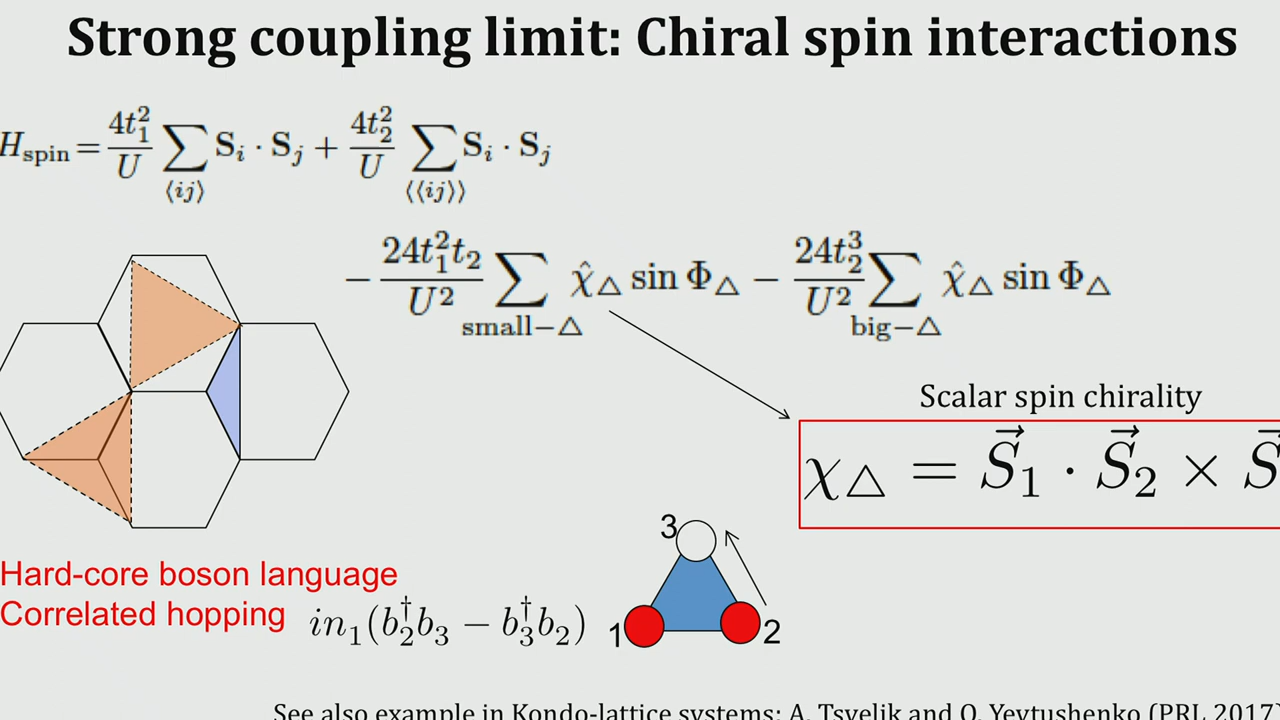 Strong coupling limit: Chiral spin interactions
H_spin = 4t_1^2/U ∑_⟨ij⟩ S_i · S_j + 4t_2^2/U ∑_⟨⟨ij⟩⟩ S_i · S_j
− 24t_1^2t_2/U^2 ∑_small−△ χ̂_△ sin Φ_△ − 24t_2^3/U^2 ∑_big−△ χ̂_△ sin Φ_△
Scalar spin chirality
χ_△ = S⃗_1 · S⃗_2 × S⃗
Hard-core boson language
Correlated hopping
in_1(b_2^†b_3 − b_3^†b_2)
3
1
2
See also example in Kondo-lattice systems: A. Tsvelik and O. Yevtushenko (PRL 2017)